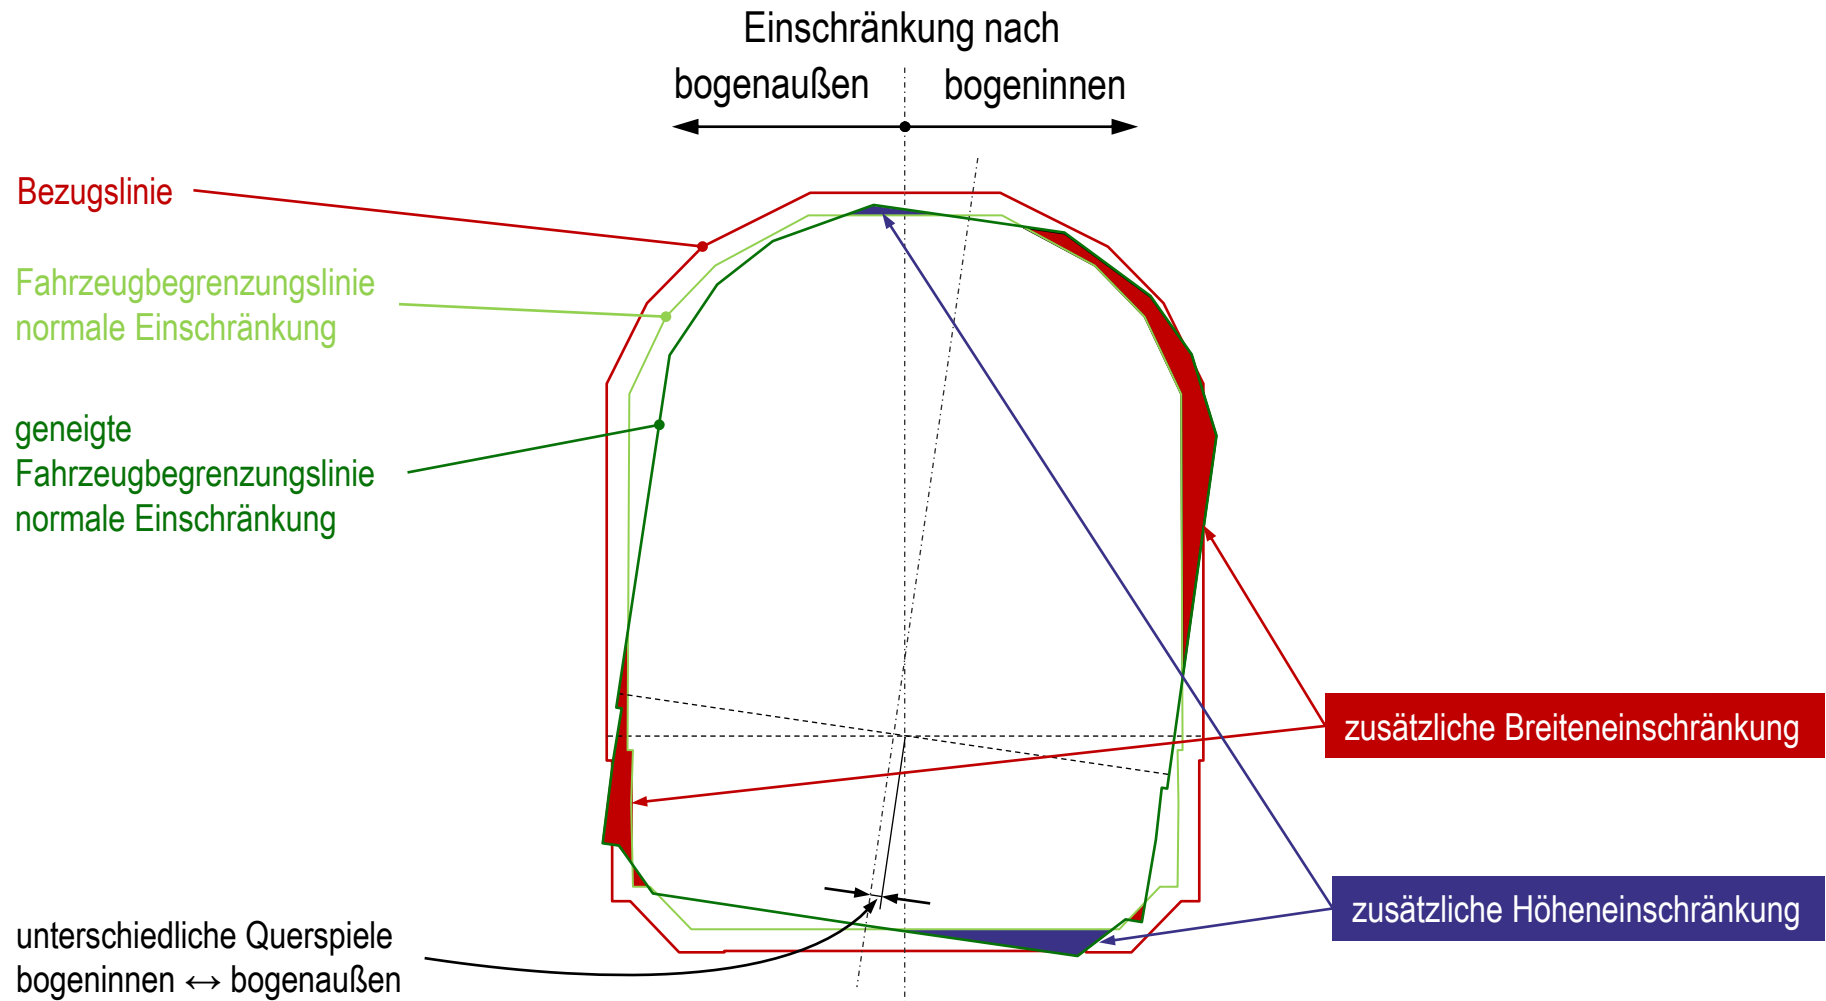 Einschränkung nach
bogenaußen
bogeninnen
Bezugslinie
Fahrzeugbegrenzungslinie
normale Einschränkung
geneigte
Fahrzeugbegrenzungslinie
normale Einschränkung
zusätzliche Breiteneinschränkung
zusätzliche Höheneinschränkung
unterschiedliche Querspiele
bogeninnen ↔ bogenaußen